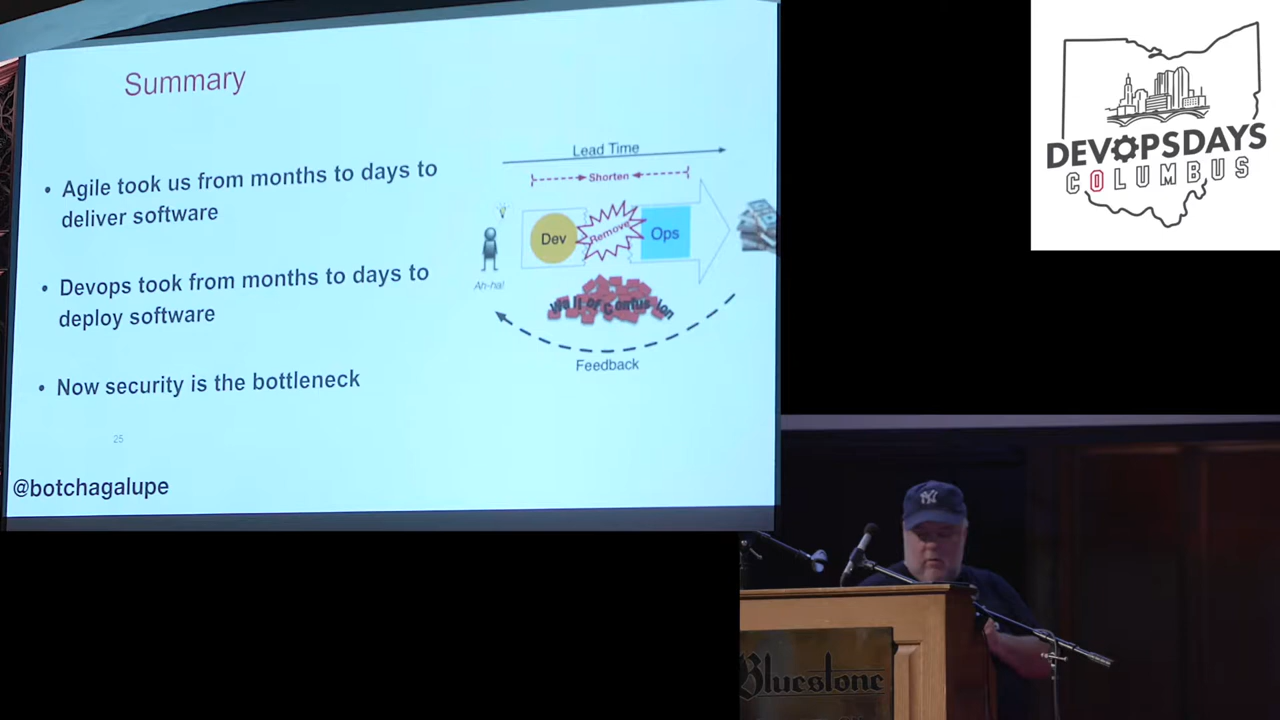 Summary
• Agile took us from months to days to
deliver software
• Devops took from months to days to
deploy software
• Now security is the bottleneck
25
@botchagalupe
Lead Time
Shorten
Dev
Remove
Ops
Ah-ha!
Wall of Confusion
Feedback
DEVOPSDAYS
COLUMBUS
NY
Bluestone